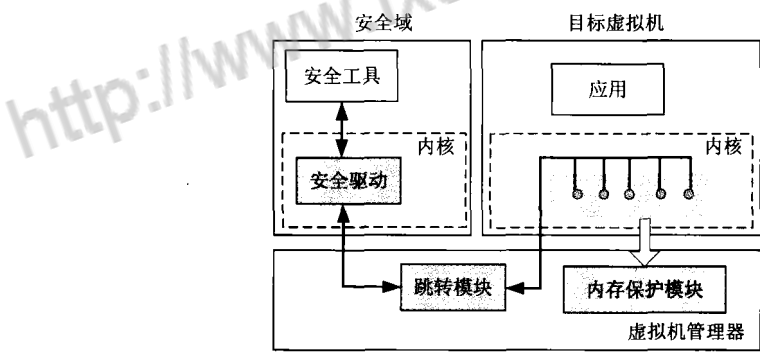 http://www.
安全域
目标虚拟机
安全工具
应用
内核
内核
安全驱动
跳转模块
内存保护模块
虚拟机管理器